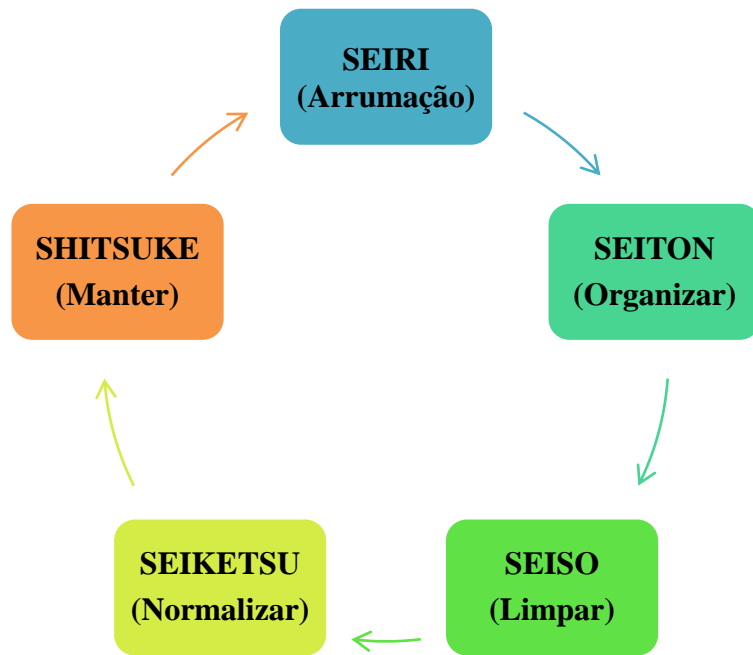 SEIRI
(Arrumação)
SEITON
(Organizar)
SEISO
(Limpar)
SEIKETSU
(Normalizar)
SHITSUKE
(Manter)